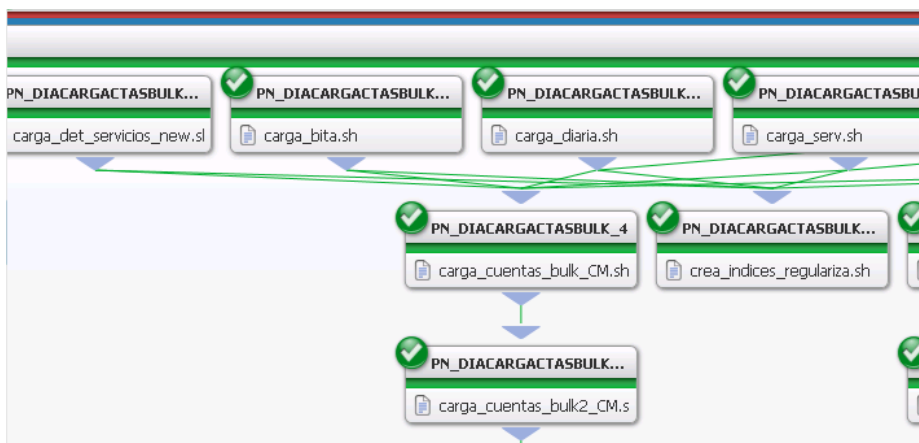 PN_DIACARGACTASBULK...
PN_DIACARGACTASBULK...
PN_DIACARGACTASBULK...
PN_DIACARGACTASBU
carga_det_servicios_new.sl
carga_bita.sh
carga_diaria.sh
carga_serv.sh
PN_DIACARGACTASBULK_4
PN_DIACARGACTASBULK...
carga_cuentas_bulk_CM.sh
crea_indices_regulariza.sh
PN_DIACARGACTASBULK...
carga_cuentas_bulk2_CM.s